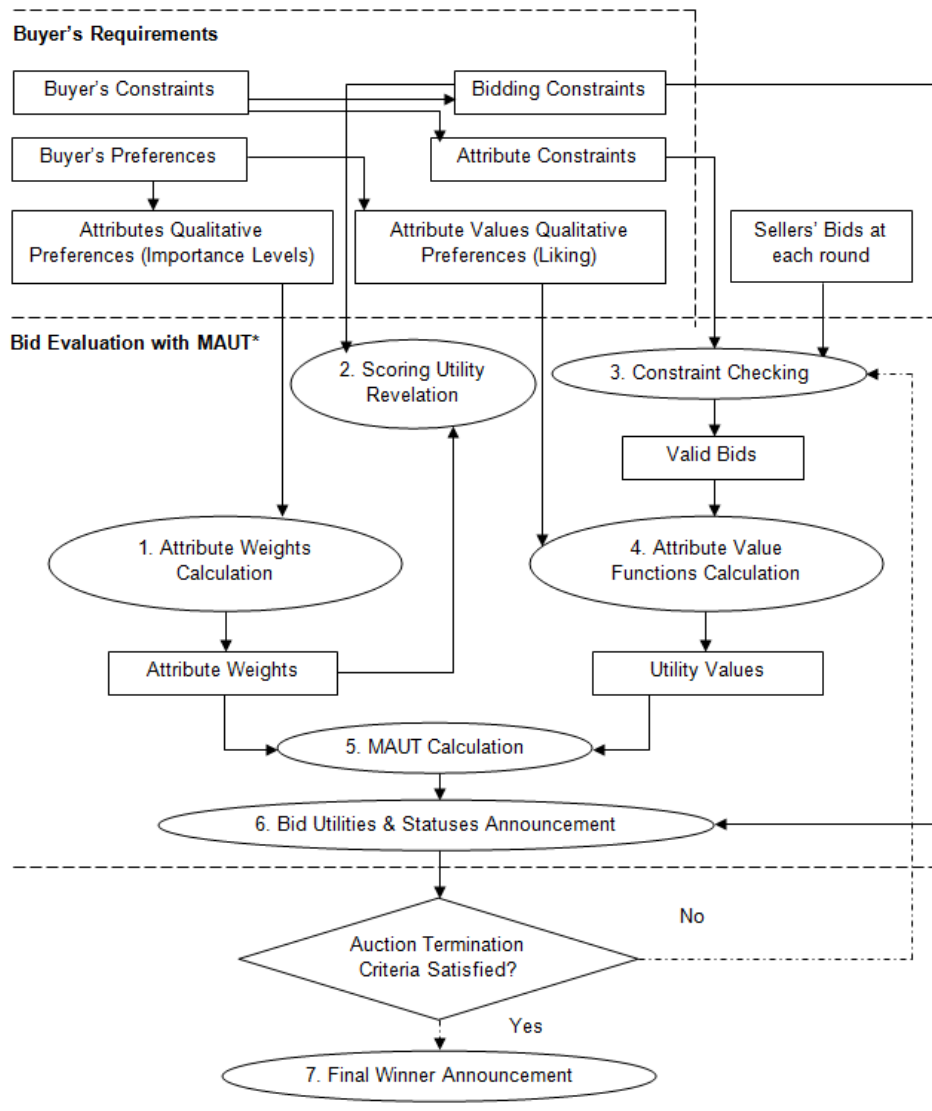 Buyer's Requirements
Buyer's Constraints
Bidding Constraints
Buyer's Preferences
Attribute Constraints
Attributes Qualitative
Preferences (Importance Levels)
Attribute Values Qualitative
Preferences (Liking)
Sellers' Bids at
each round
Bid Evaluation with MAUT*
2. Scoring Utility
Revelation
3. Constraint Checking
Valid Bids
1. Attribute Weights
Calculation
4. Attribute Value
Functions Calculation
Attribute Weights
Utility Values
5. MAUT Calculation
6. Bid Utilities & Statuses Announcement
No
Auction Termination
Criteria Satisfied?
Yes
7. Final Winner Announcement